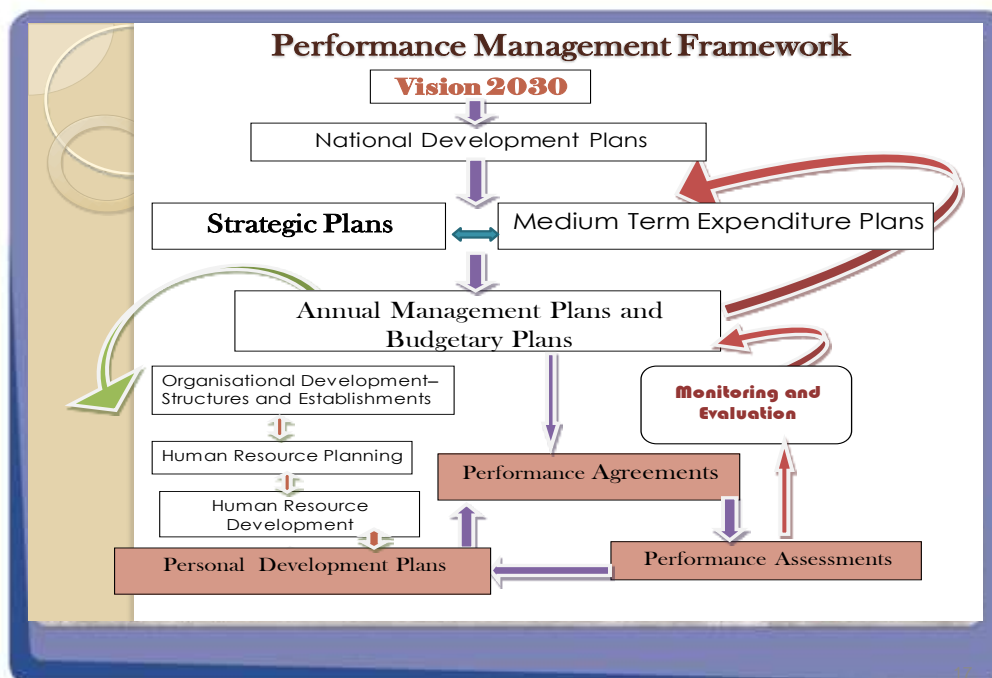 Performance Management Framework
Vision 2030
National Development Plans
Strategic Plans
Medium Term Expenditure Plans
Annual Management Plans and
Budgetary Plans
Organisational Development–
Structures and Establishments
Monitoring and
Evaluation
Human Resource Planning
Performance Agreements
Human Resource
Development
Personal Development Plans
Performance Assessments